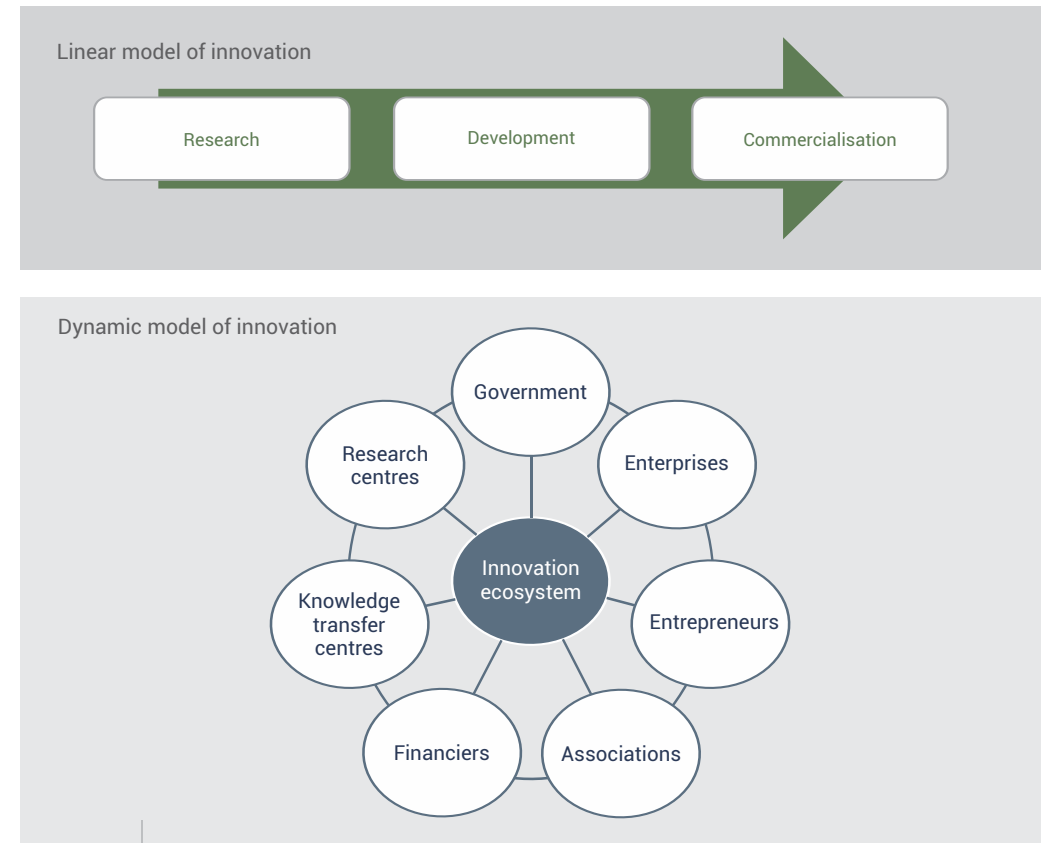 Linear model of innovation
Research
Development
Commercialisation
Dynamic model of innovation
Government
Research
centres
Enterprises
Innovation
ecosystem
Knowledge
transfer
centres
Entrepreneurs
Financiers
Associations